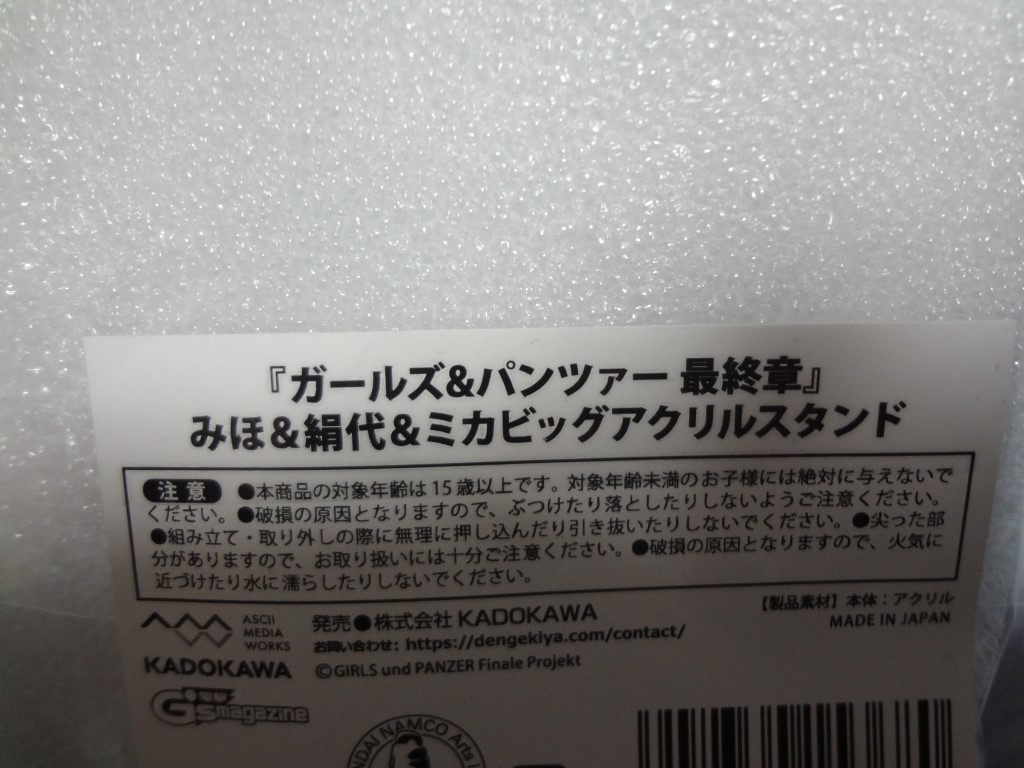 『ガールズ&パンツァー 最終章』
みほ&絹代&ミカビッグアクリルスタンド
注意 ●本商品の対象年齢は15歳以上です。対象年齢未満のお子様には絶対に与えないで
ください。●破損の原因となりますので、ぶつけたり落としたりしないようご注意ください。
●組み立て・取り外しの際に無理に押し込んだり引き抜いたりしないでください。●尖った部
分がありますので、お取り扱いには十分ご注意ください。●破損の原因となりますので、火気に
近づけたり水に濡らしたりしないでください。
ASCII
MEDIA
WORKS
KADOKAWA
発売●株式会社 KADOKAWA
お問い合わせ: https://dengekiya.com/contact/
©GIRLS und PANZER Finale Projekt
【製品素材】本体：アクリル
MADE IN JAPAN
電撃
G's magazine
NAMCO Arts